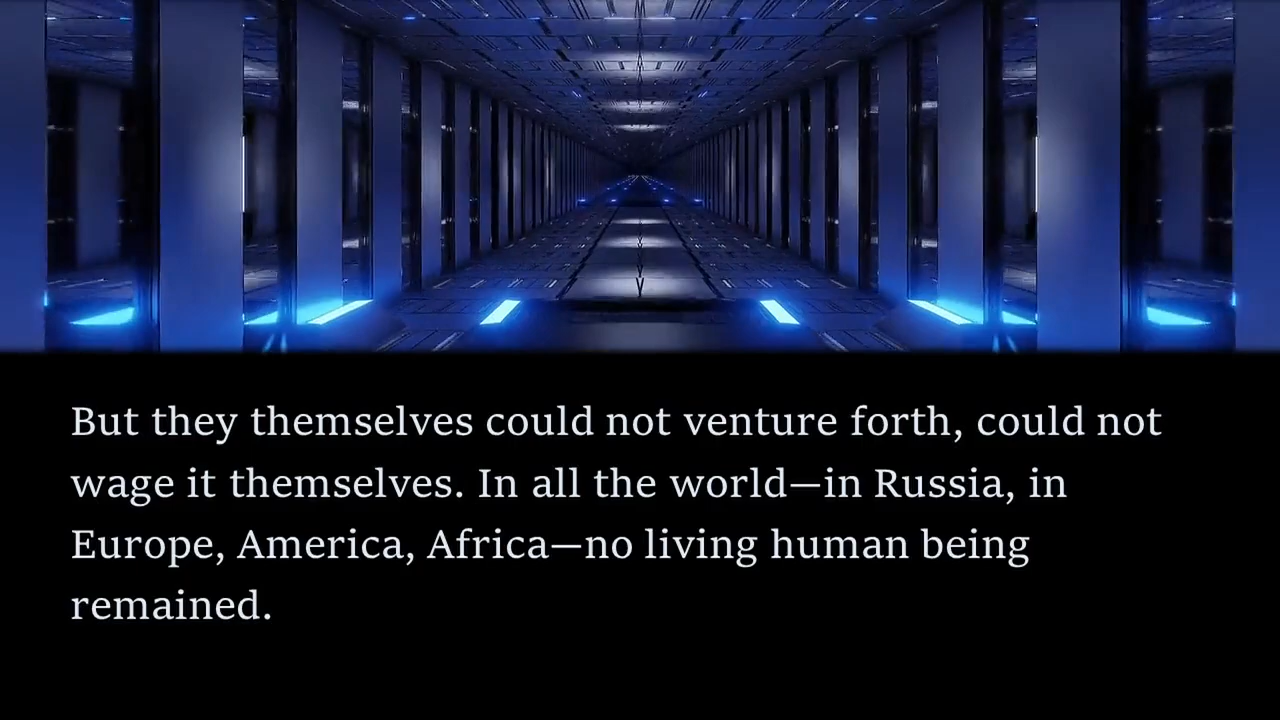 But they themselves could not venture forth, could not
wage it themselves. In all the world—in Russia, in
Europe, America, Africa—no living human being
remained.